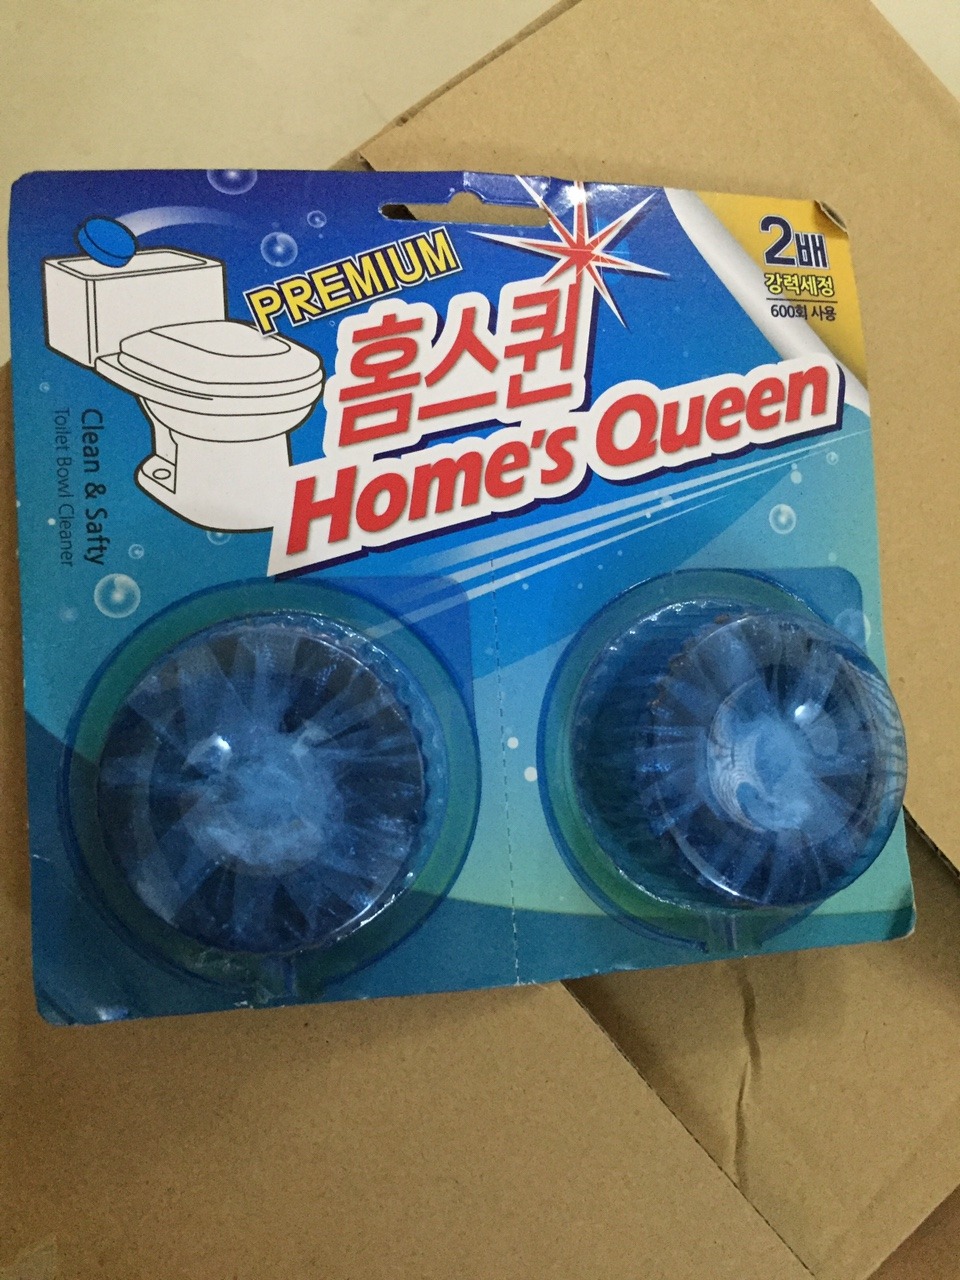 PREMIUM
홈스퀸
Home's Queen
2배
강력세정
600회 사용
Clean & Safty
Toilet Bowl Cleaner